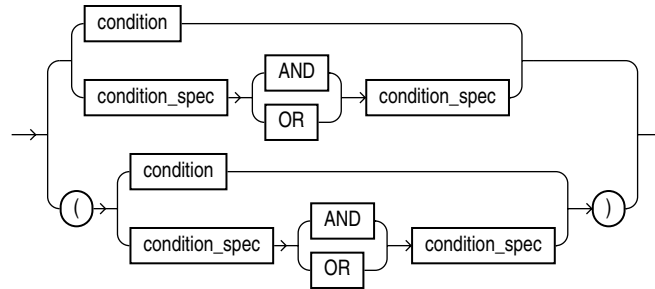 condition
AND
condition_spec condition_spec
OR
condition
( )
AND
condition_spec condition_spec
OR